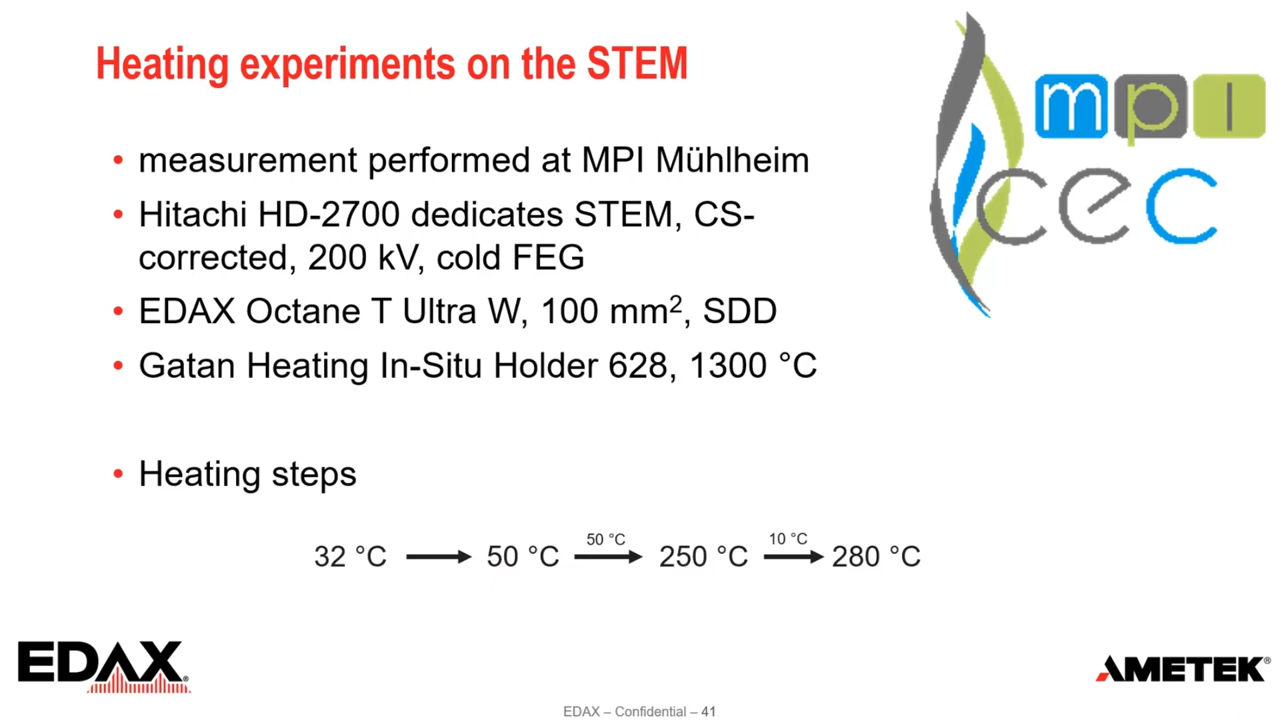 Heating experiments on the STEM
mpi
cec
• measurement performed at MPI Mühlheim
• Hitachi HD-2700 dedicates STEM, CS-
corrected, 200 kV, cold FEG
• EDAX Octane T Ultra W, 100 mm², SDD
• Gatan Heating In-Situ Holder 628, 1300 °C
• Heating steps
50 °C 10 °C
32 °C → 50 °C → 250 °C → 280 °C
EDAX®
AMETEK®
EDAX – Confidential – 41